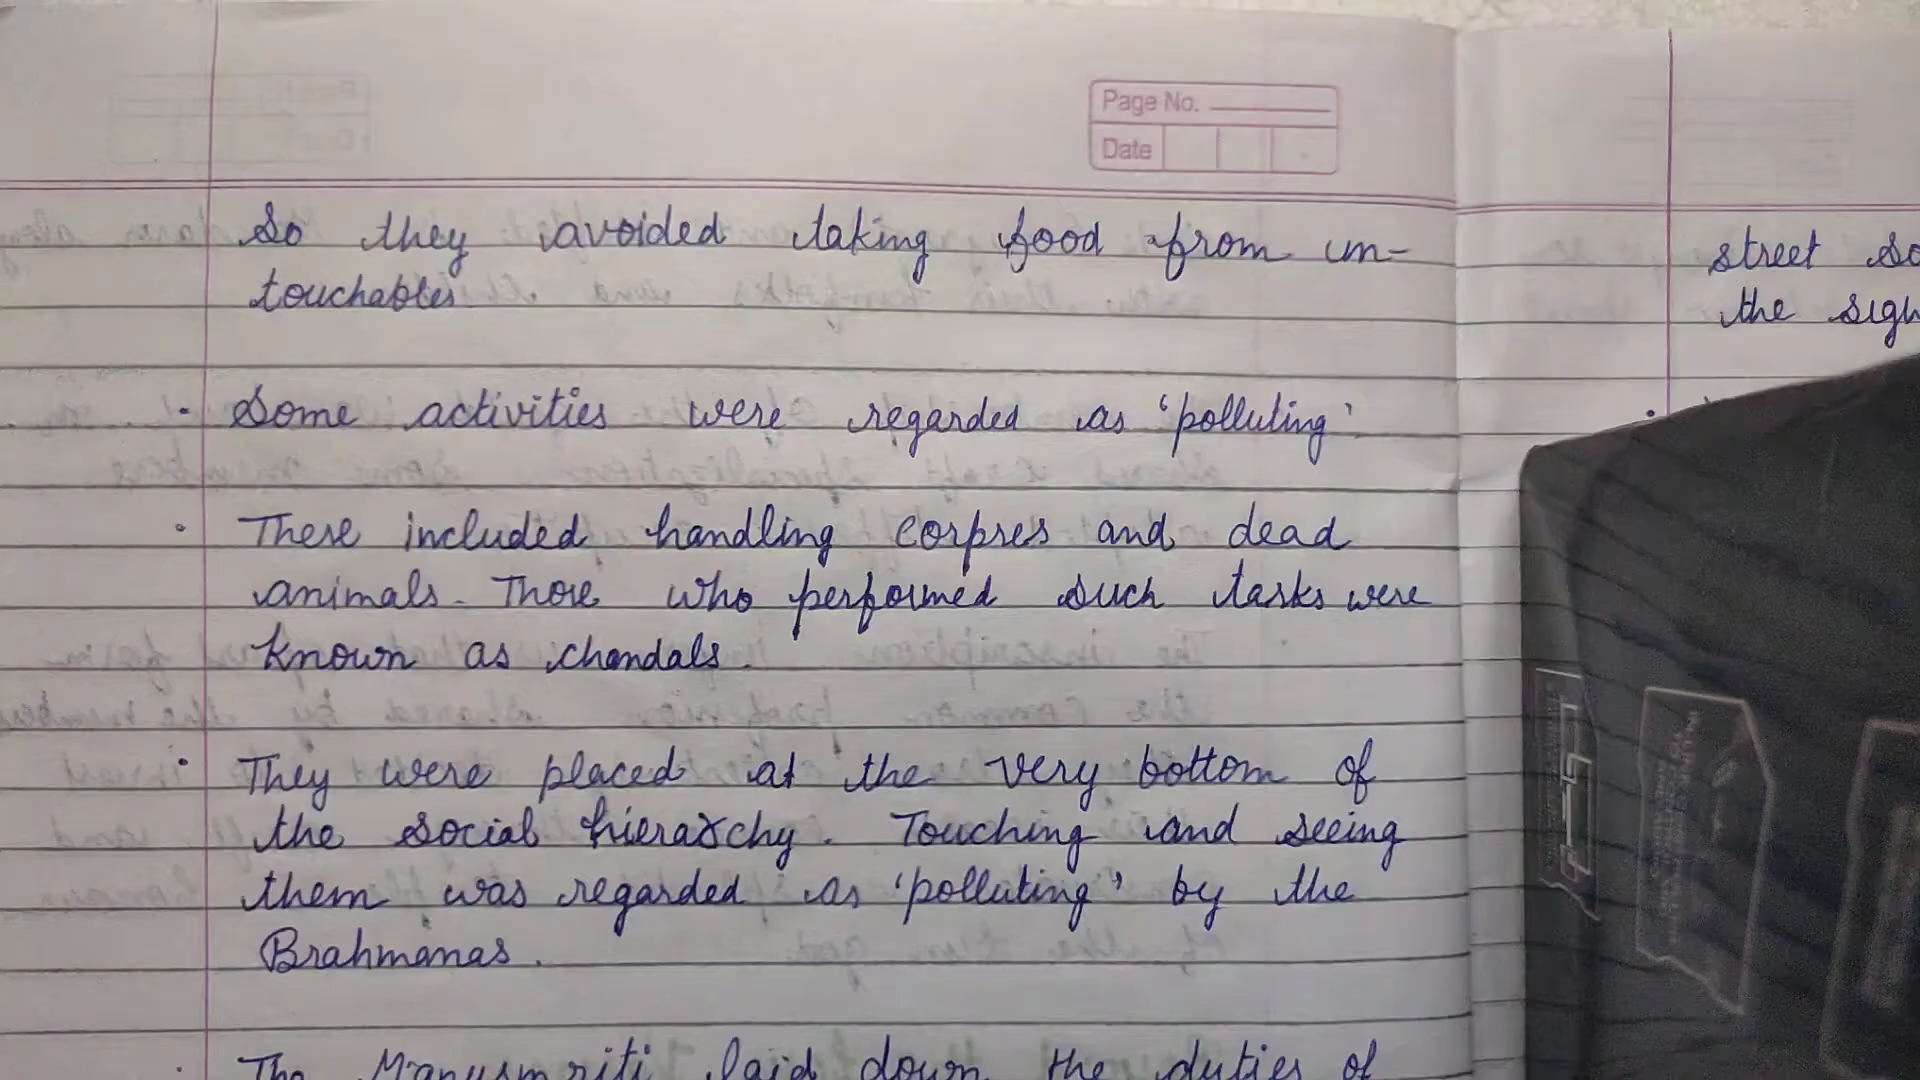 Page No.
Date
So they avoided taking food from un-
touchables
street so
the sigh
• Some activities were regarded as 'polluting'
• These included handling corpres and dead
animals. Those who performed such tasks were
known as chandals.
• They were placed at the very bottom of
the social hierarchy. Touching and seeing
them was regarded as 'polluting' by the
Brahmanas.
• The Manusmriti laid down the duties of